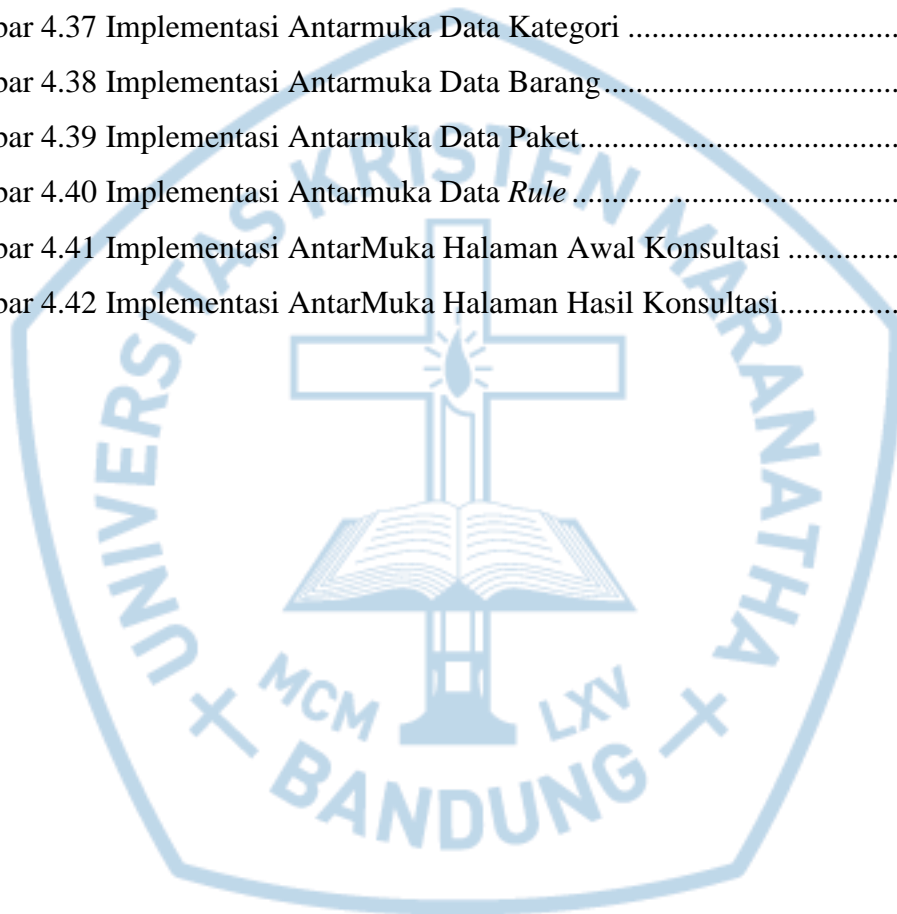 bar 4.37 Implementasi Antarmuka Data Kategori ..................................
bar 4.38 Implementasi Antarmuka Data Barang.....................................
bar 4.39 Implementasi Antarmuka Data Paket........................................
bar 4.40 Implementasi Antarmuka Data Rule .........................................
bar 4.41 Implementasi AntarMuka Halaman Awal Konsultasi ..............
bar 4.42 Implementasi AntarMuka Halaman Hasil Konsultasi...............
UNIVERSITAS KRISTEN MARANATHA
MCM LXV
BANDUNG